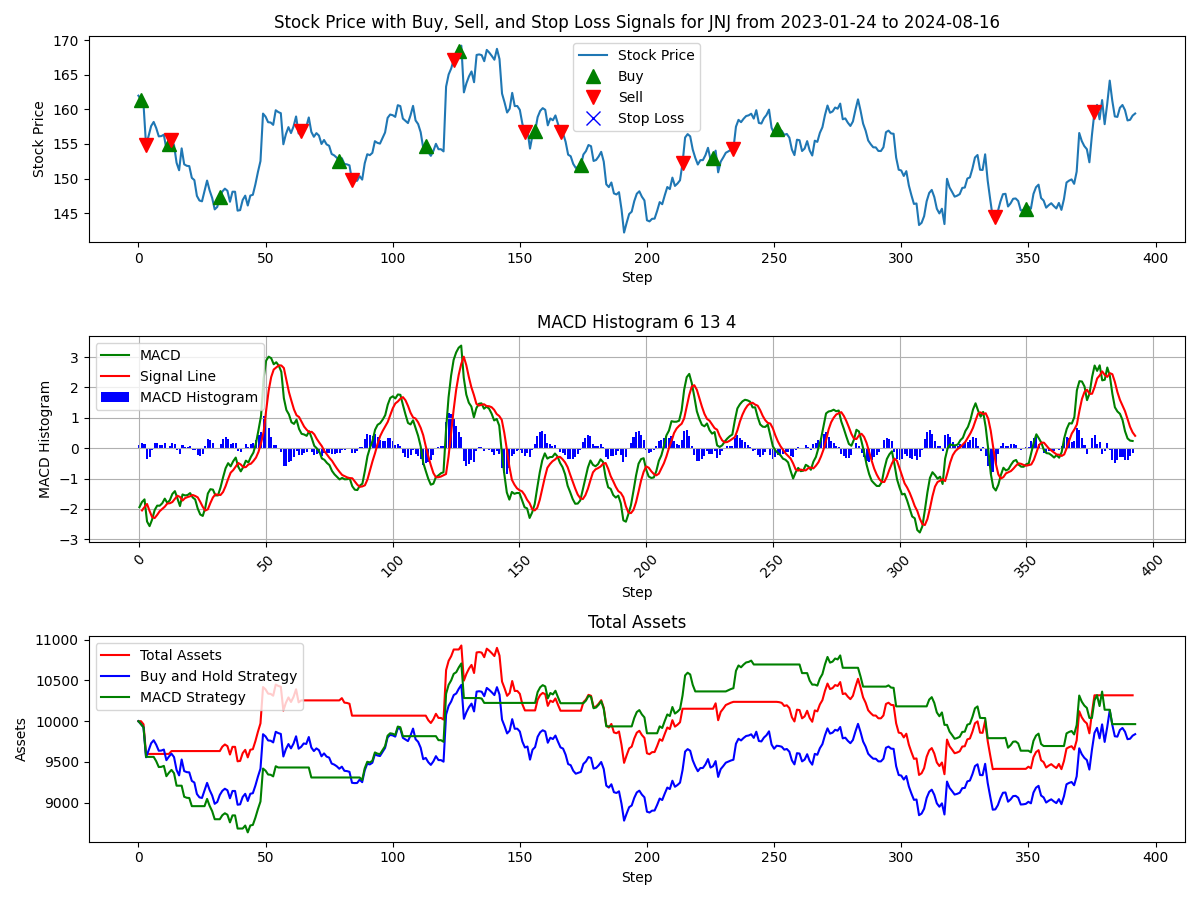 Stock Price with Buy, Sell, and Stop Loss Signals for JNJ from 2023-01-24 to 2024-08-16
Stock Price
170
165
160
155
150
145
Stock Price
Buy
Sell
Stop Loss
0 50 100 150 200 250 300 350 400
Step
MACD Histogram 6 13 4
MACD Histogram
3
2
1
0
−1
−2
−3
MACD
Signal Line
MACD Histogram
0 50 100 150 200 250 300 350 400
Step
Total Assets
Assets
11000
10500
10000
9500
9000
Total Assets
Buy and Hold Strategy
MACD Strategy
0 50 100 150 200 250 300 350 400
Step